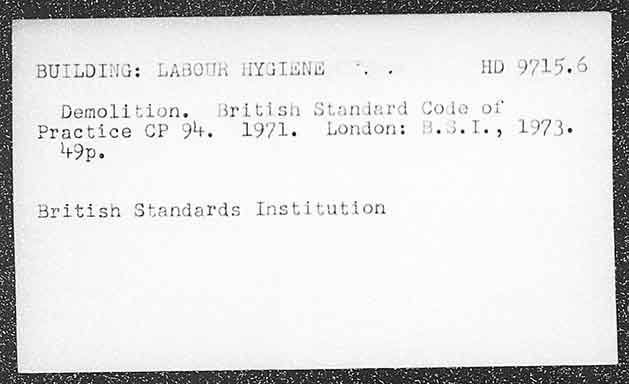 BUILDING: LABOUR HYGIENE . . HD 9715.6
Demolition. British Standard Code of
Practice CP 94. 1971. London: B.S.I., 1973.
49p.
British Standards Institution